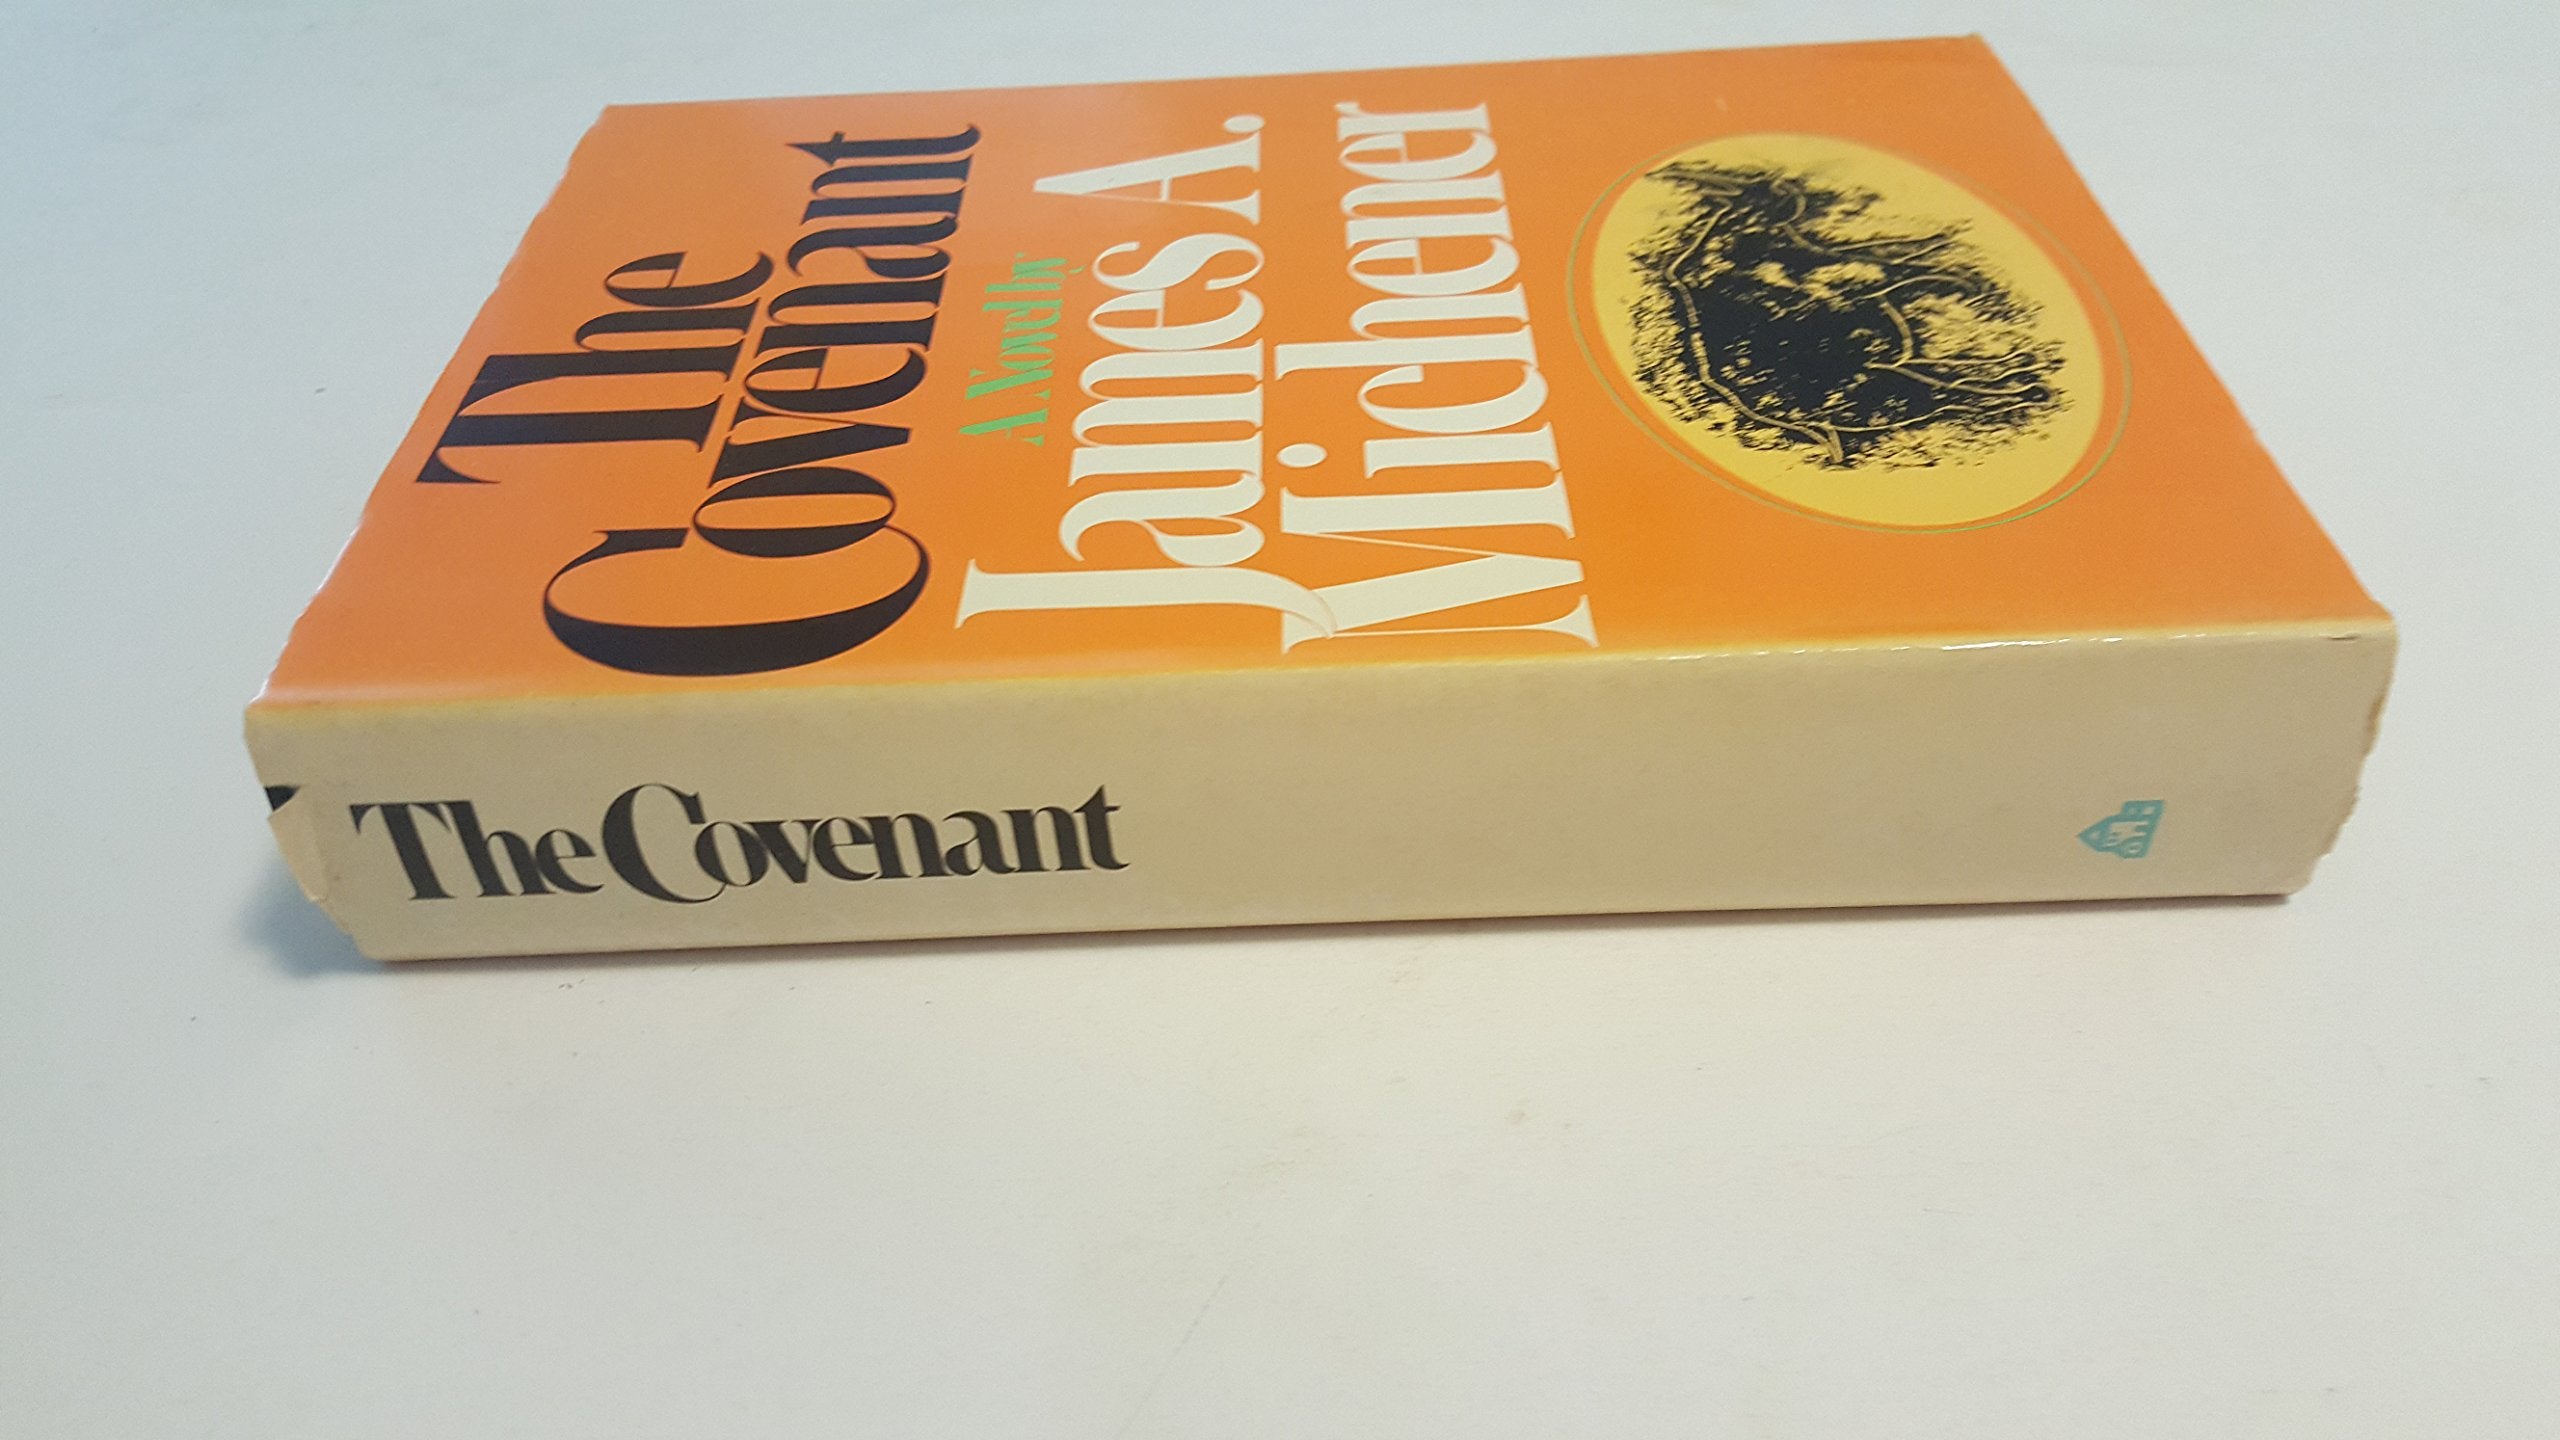 The
Covenant
A Novel by
James A.
Michener
The Covenant